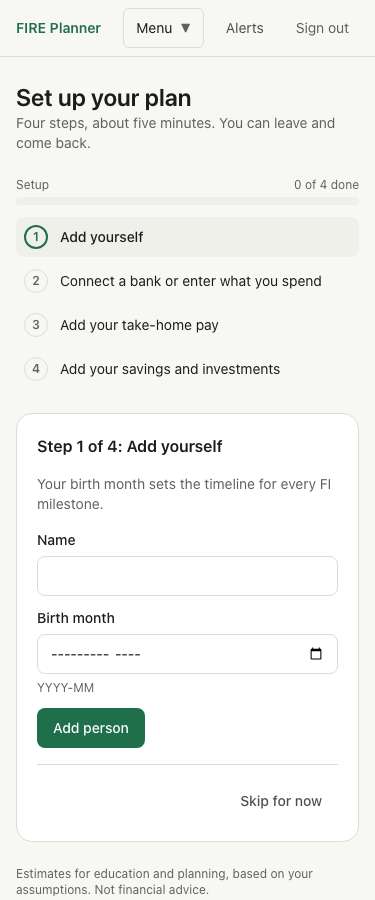 FIRE Planner Menu ▼ Alerts Sign out
Set up your plan
Four steps, about five minutes. You can leave and
come back.
Setup 0 of 4 done
1 Add yourself
2 Connect a bank or enter what you spend
3 Add your take-home pay
4 Add your savings and investments
Step 1 of 4: Add yourself
Your birth month sets the timeline for every FI
milestone.
Name
Birth month
--------- ----
YYYY-MM
Add person
Skip for now
Estimates for education and planning, based on your
assumptions. Not financial advice.